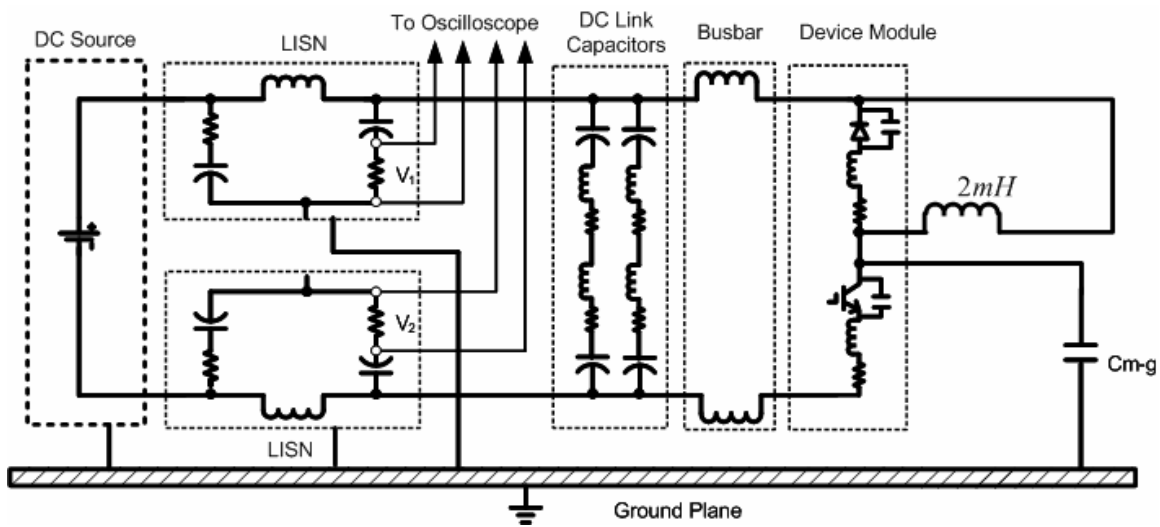 To Oscilloscope
DC Link
Capacitors
Busbar
Device Module
DC Source
LISN
V1
2mH
V2
Cm-g
LISN
Ground Plane